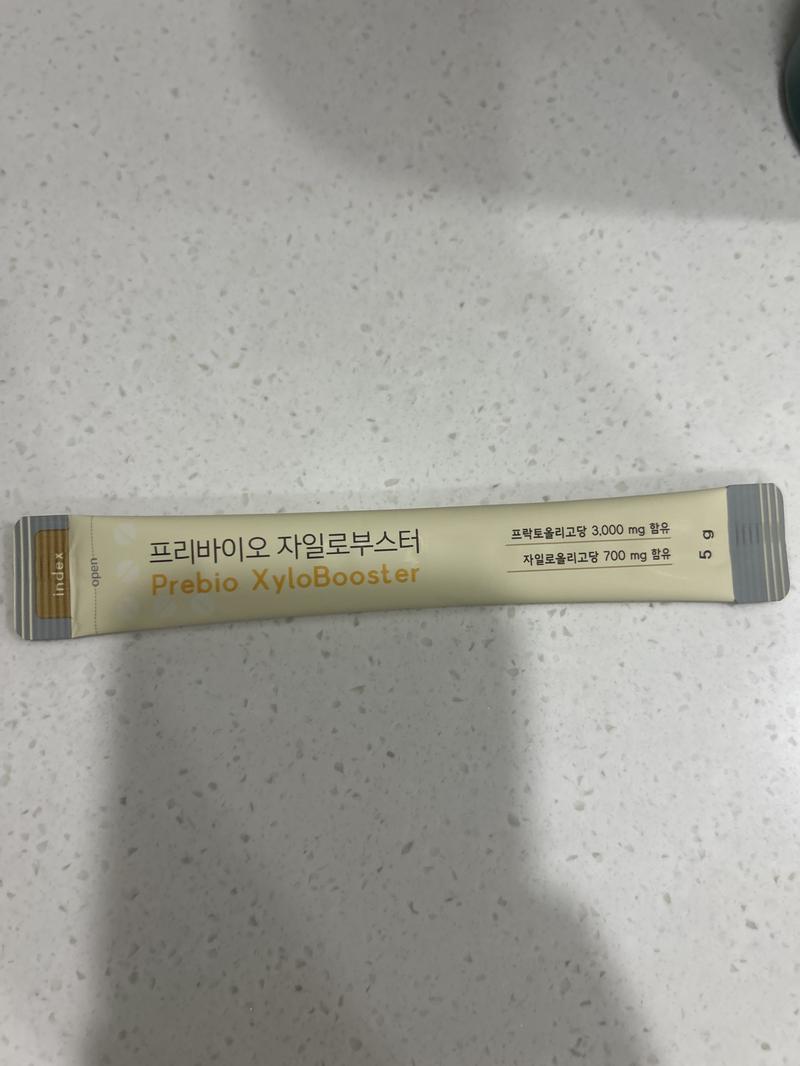 index
open
프리바이오 자일로부스터
Prebio XyloBooster
프락토올리고당 3,000 mg 함유
자일로올리고당 700 mg 함유
5 g